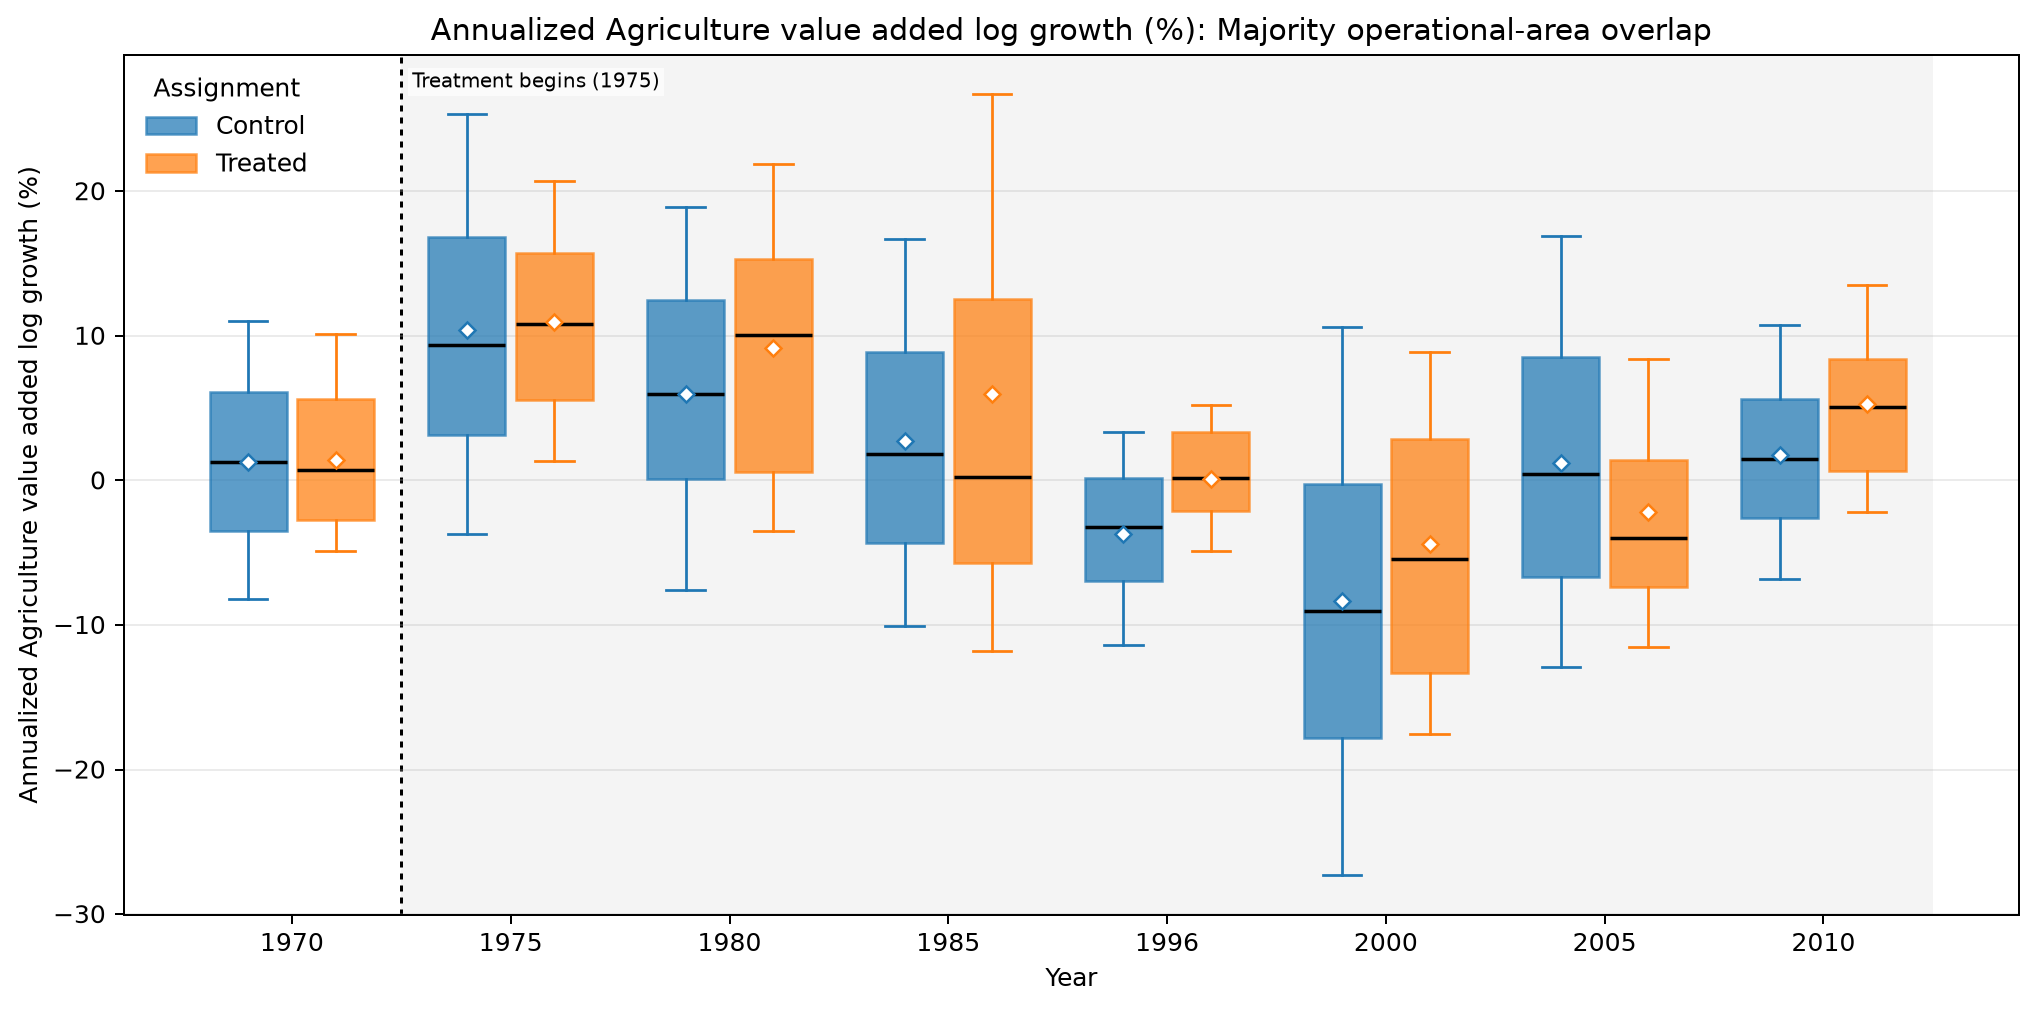 Annualized Agriculture value added log growth (%): Majority operational-area overlap
Assignment
Control
Treated
Treatment begins (1975)
Annualized Agriculture value added log growth (%)
20
10
0
−10
−20
−30
1970 1975 1980 1985 1996 2000 2005 2010
Year